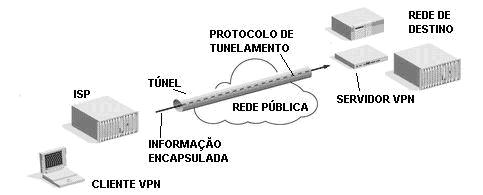 REDE DE
DESTINO
PROTOCOLO DE
TUNELAMENTO
TÚNEL
ISP
REDE PÚBLICA
SERVIDOR VPN
INFORMAÇÃO
ENCAPSULADA
CLIENTE VPN